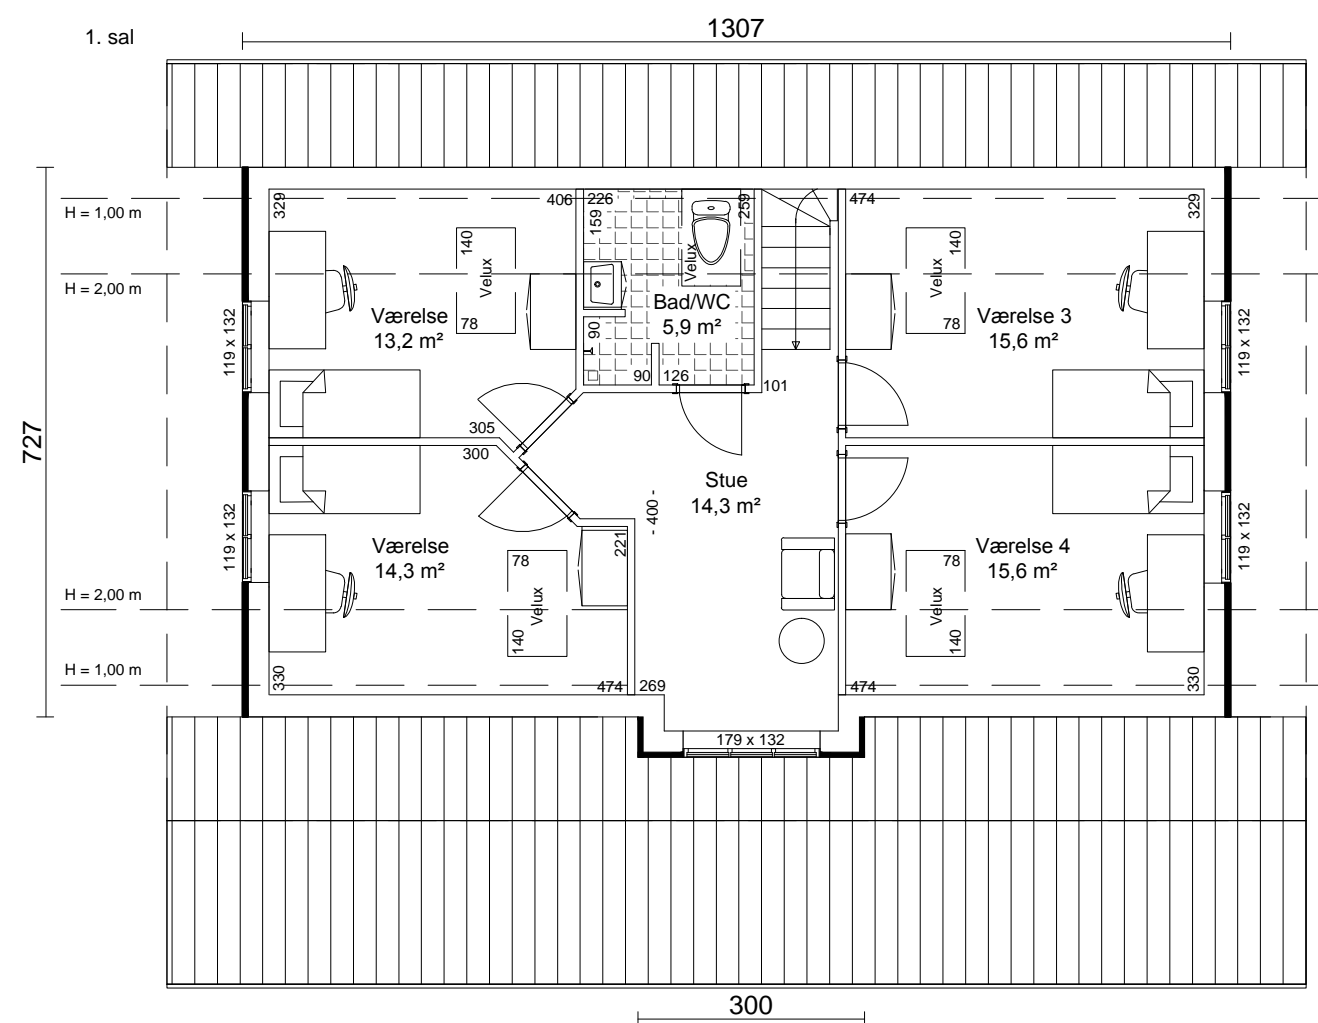 1. sal
1307
727
H = 1,00 m
H = 2,00 m
H = 2,00 m
H = 1,00 m
329
406
226
159
259
474
329
140
Velux
78
Velux
140
Velux
78
Værelse
13,2 m²
Bad/WC
5,9 m²
Værelse 3
15,6 m²
119 x 132
119 x 132
90
90
126
101
305
300
Stue
14,3 m²
- 400 -
119 x 132
119 x 132
Værelse
14,3 m²
221
78
Velux
140
Værelse 4
15,6 m²
78
Velux
140
330
474
269
474
330
179 x 132
300